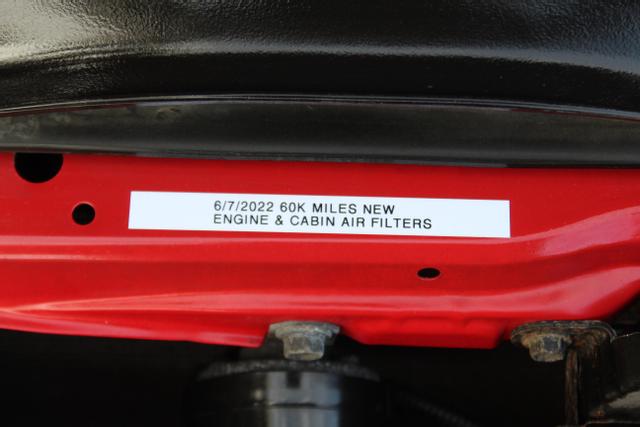 6/7/2022 60K MILES NEW
ENGINE & CABIN AIR FILTERS